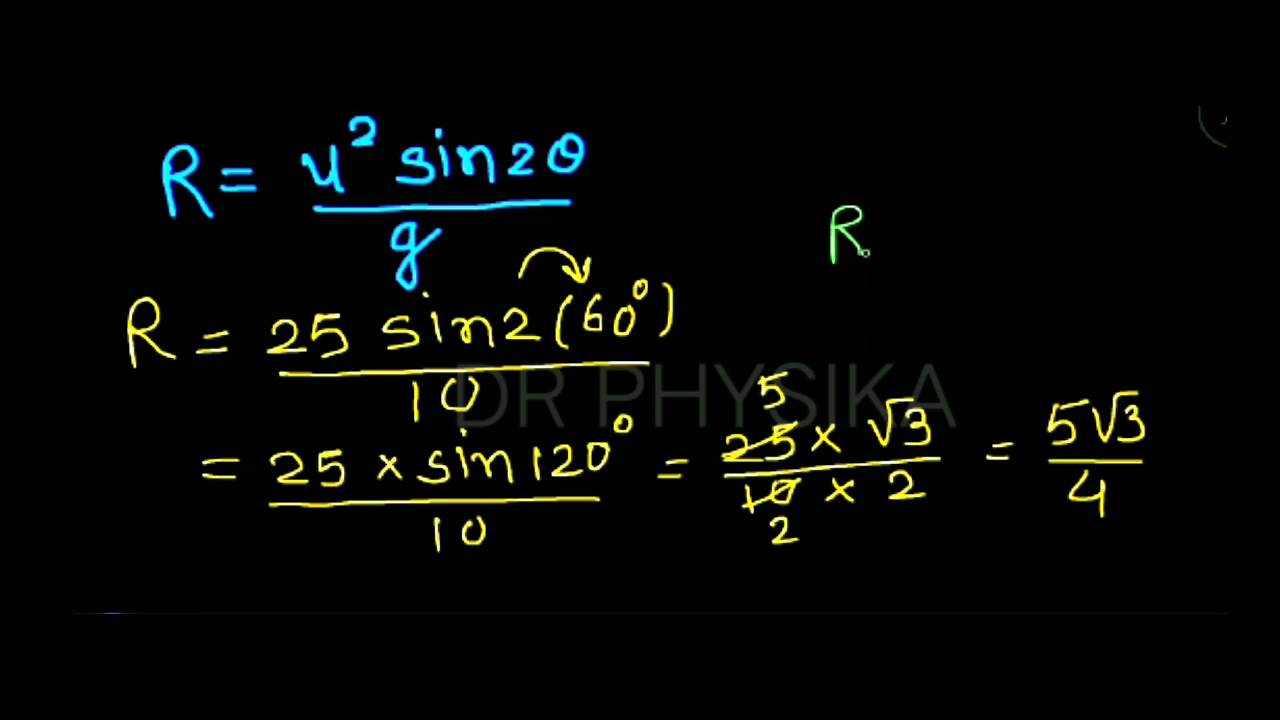 R = u² sin2θ / g
R
R = 25 sin2(60°) / 10
DR PHYSIKA
= 25 × sin120° / 10 = 25 5 × √3 / 10 2 × 2 = 5√3 / 4